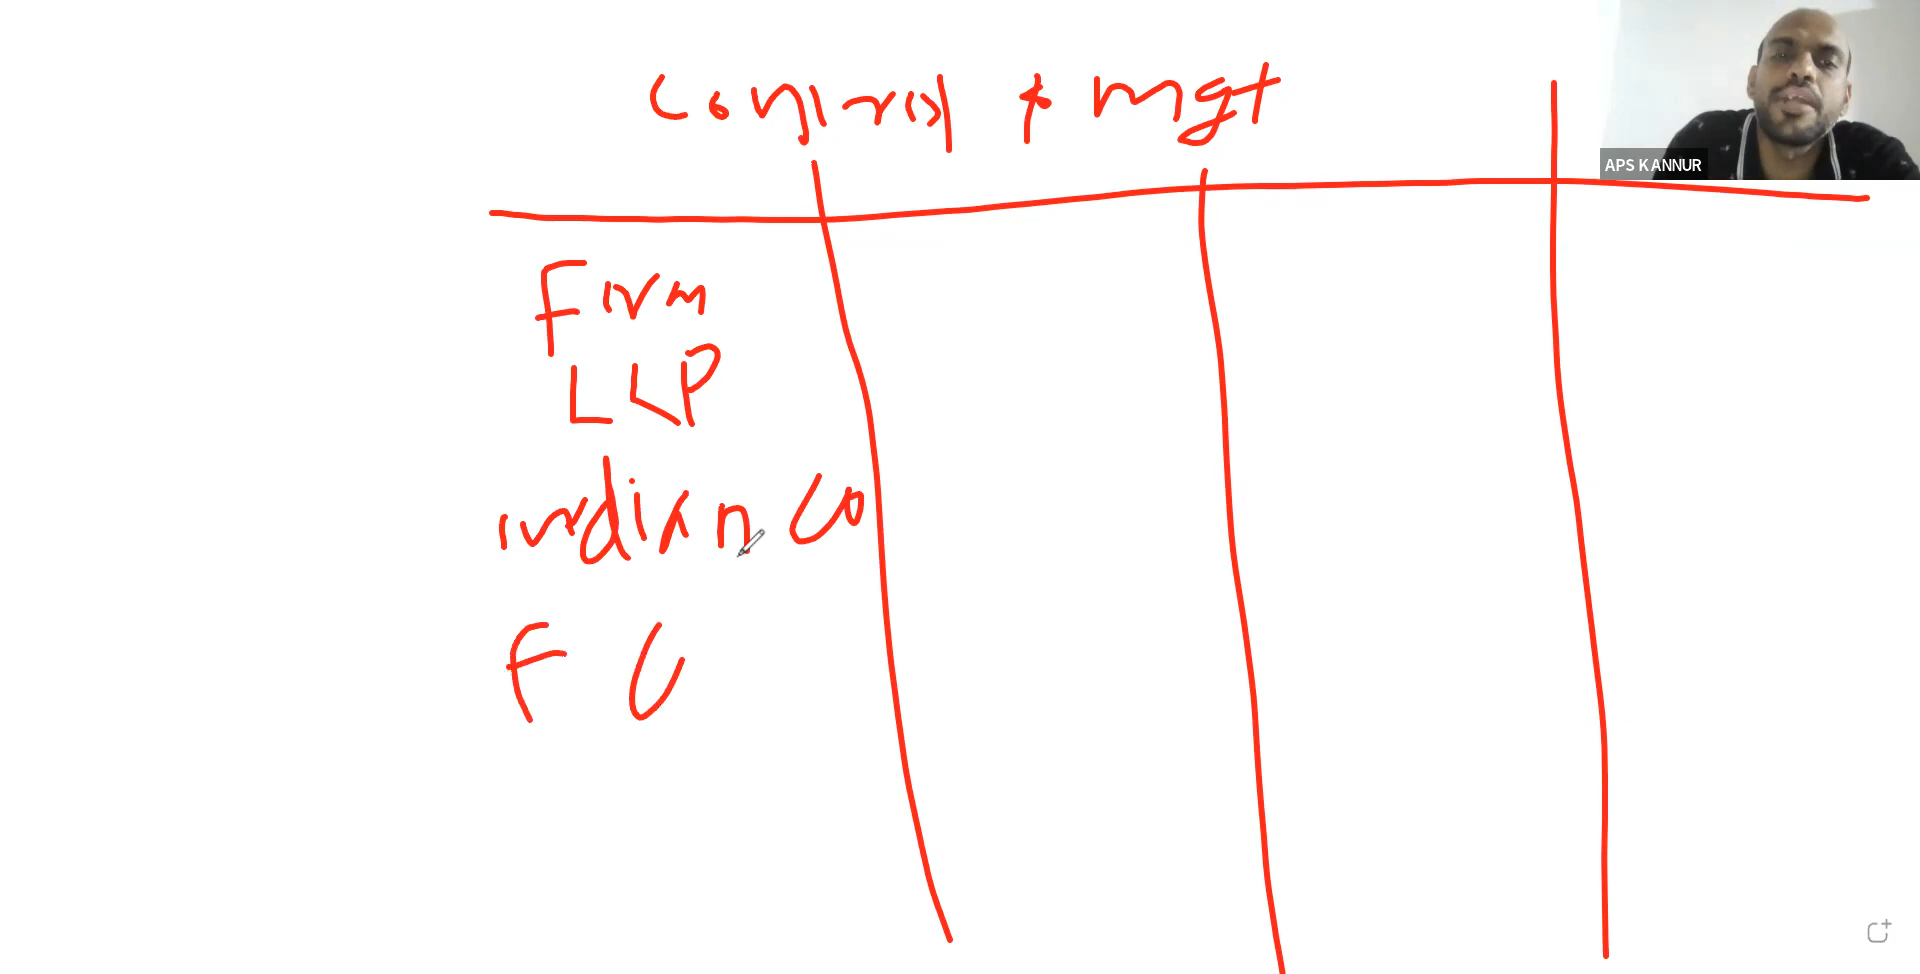 Control & mgt
APS KANNUR
Firm
LLP
indian Co
F C